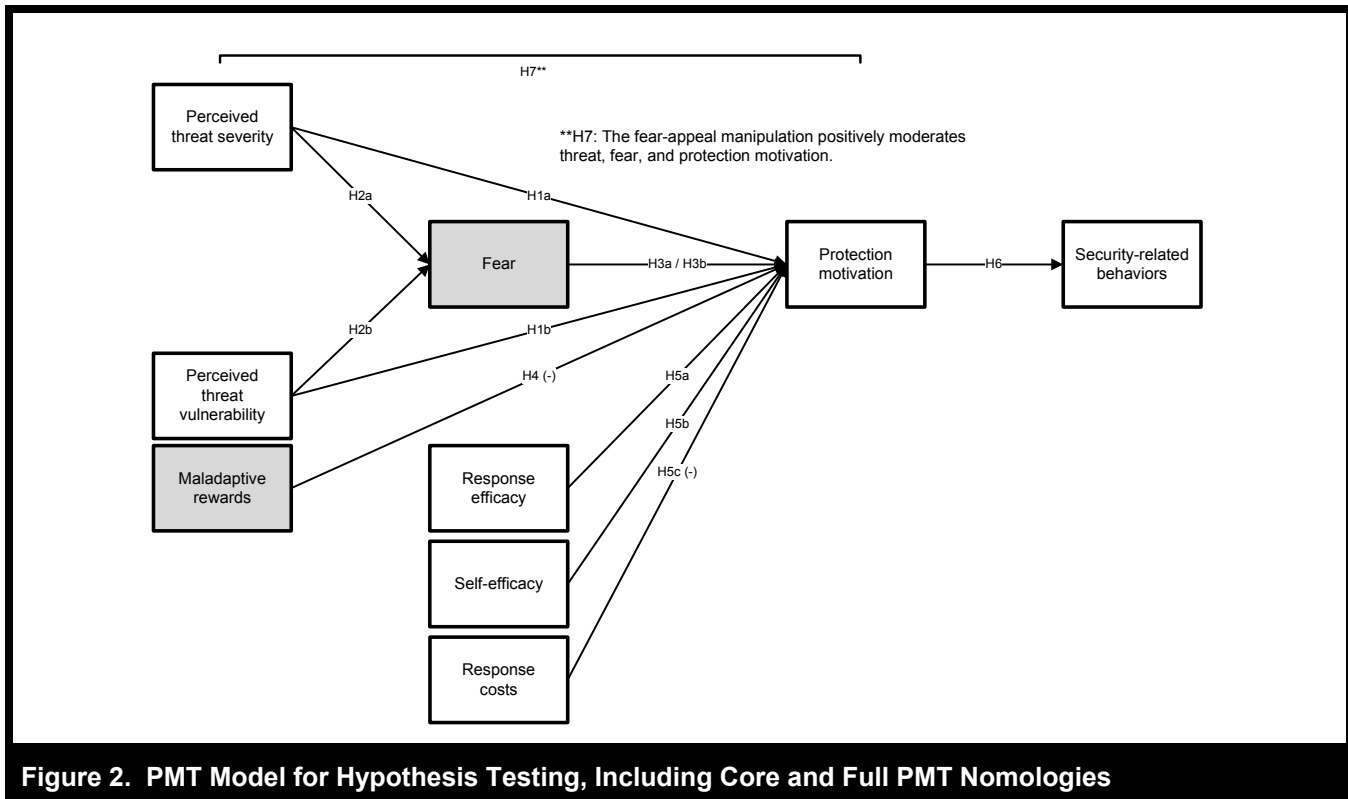 H7**
Perceived
threat severity
**H7: The fear-appeal manipulation positively moderates
threat, fear, and protection motivation.
H2a
H1a
Fear
H3a / H3b
Protection
motivation
H6
Security-related
behaviors
H2b
H1b
Perceived
threat
vulnerability
H4 (-)
H5a
H5b
Maladaptive
rewards
Response
efficacy
H5c (-)
Self-efficacy
Response
costs
Figure 2. PMT Model for Hypothesis Testing, Including Core and Full PMT Nomologies